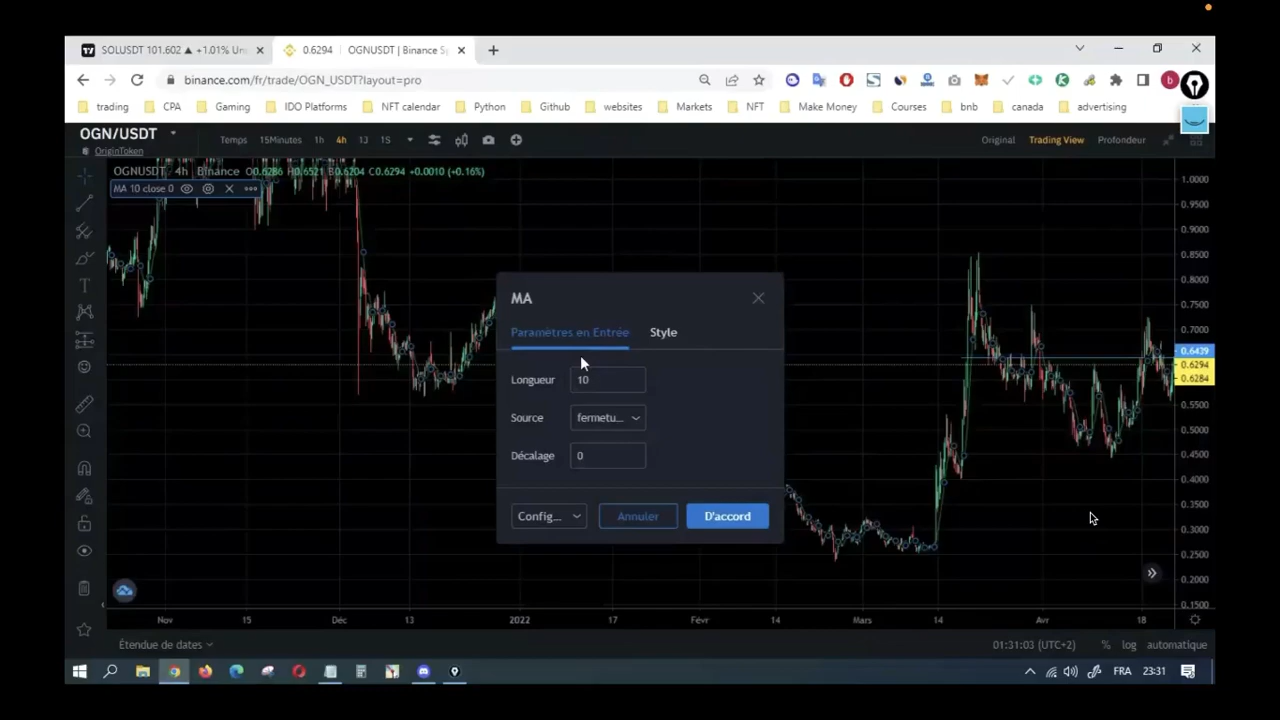 SOLUSDT 101.602 ▲ +1.01% Un
0.6294 OGNUSDT | Binance Sp
binance.com/fr/trade/OGN_USDT?layout=pro
trading CPA Gaming IDO Platforms NFT calendar Python Github websites Markets NFT Make Money Courses bnb canada advertising
OGN/USDT
OriginToken
Temps 15Minutes 1h 4h 1J 1S
Original Trading View Profondeur
OGNUSDT 4h Binance O0.6286 H0.6521 B0.6204 C0.6294 +0.0010 (+0.16%)
MA 10 close 0
1.0000
0.9500
0.9000
0.8500
0.8000
0.7500
0.7000
0.6439
0.6294
0.6284
0.5500
0.5000
0.4500
0.4000
0.3500
0.3000
0.2500
0.2000
0.1500
MA
Paramètres en Entrée Style
Longueur 10
Source fermetu...
Décalage 0
Config... Annuler D'accord
Nov 15 Déc 13 2022 17 Févr 14 Mars 14 Avr 18
Étendue de dates
01:31:03 (UTC+2) % log automatique
FRA 23:31